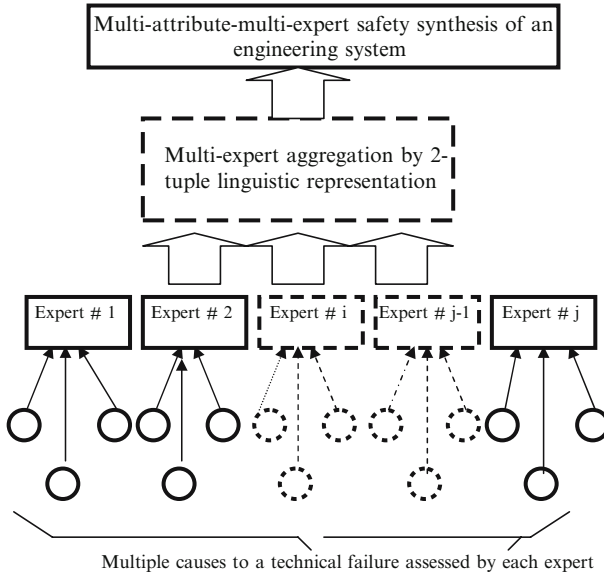 Multi-attribute-multi-expert safety synthesis of an
engineering system
Multi-expert aggregation by 2-
tuple linguistic representation
Expert # 1
Expert # 2
Expert # i
Expert # j-1
Expert # j
Multiple causes to a technical failure assessed by each expert